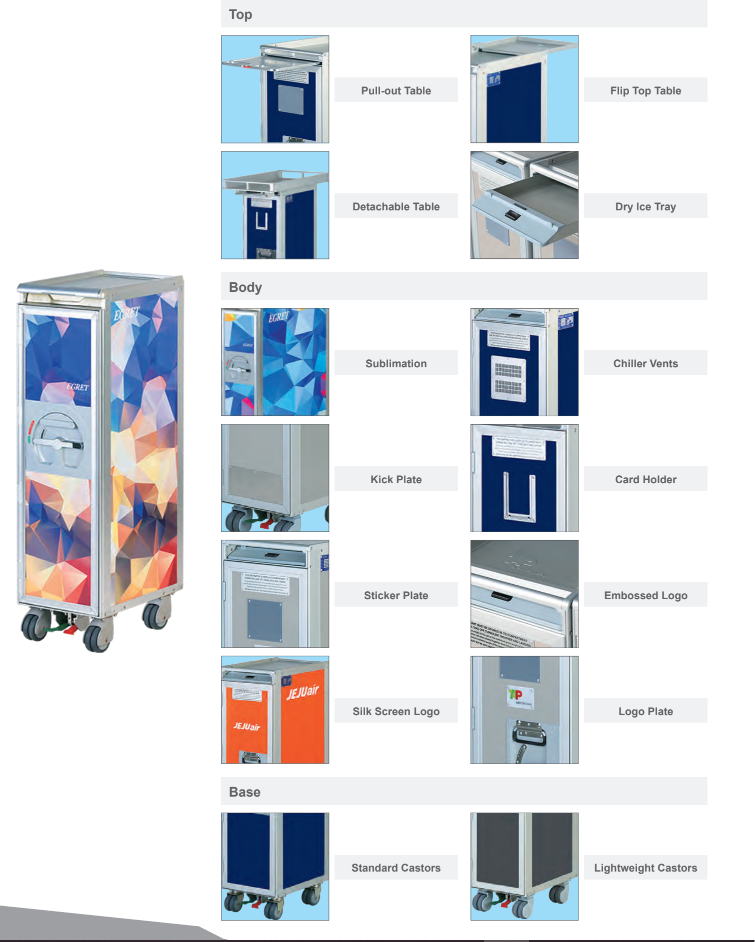 Top
Pull-out Table
Flip Top Table
Detachable Table
Dry Ice Tray
EGRET
EGRET
Body
EGRET
Sublimation
Chiller Vents
Kick Plate
Card Holder
Sticker Plate
Embossed Logo
JEJUair
JEJUair
Silk Screen Logo
Logo Plate
Base
Standard Castors
Lightweight Castors